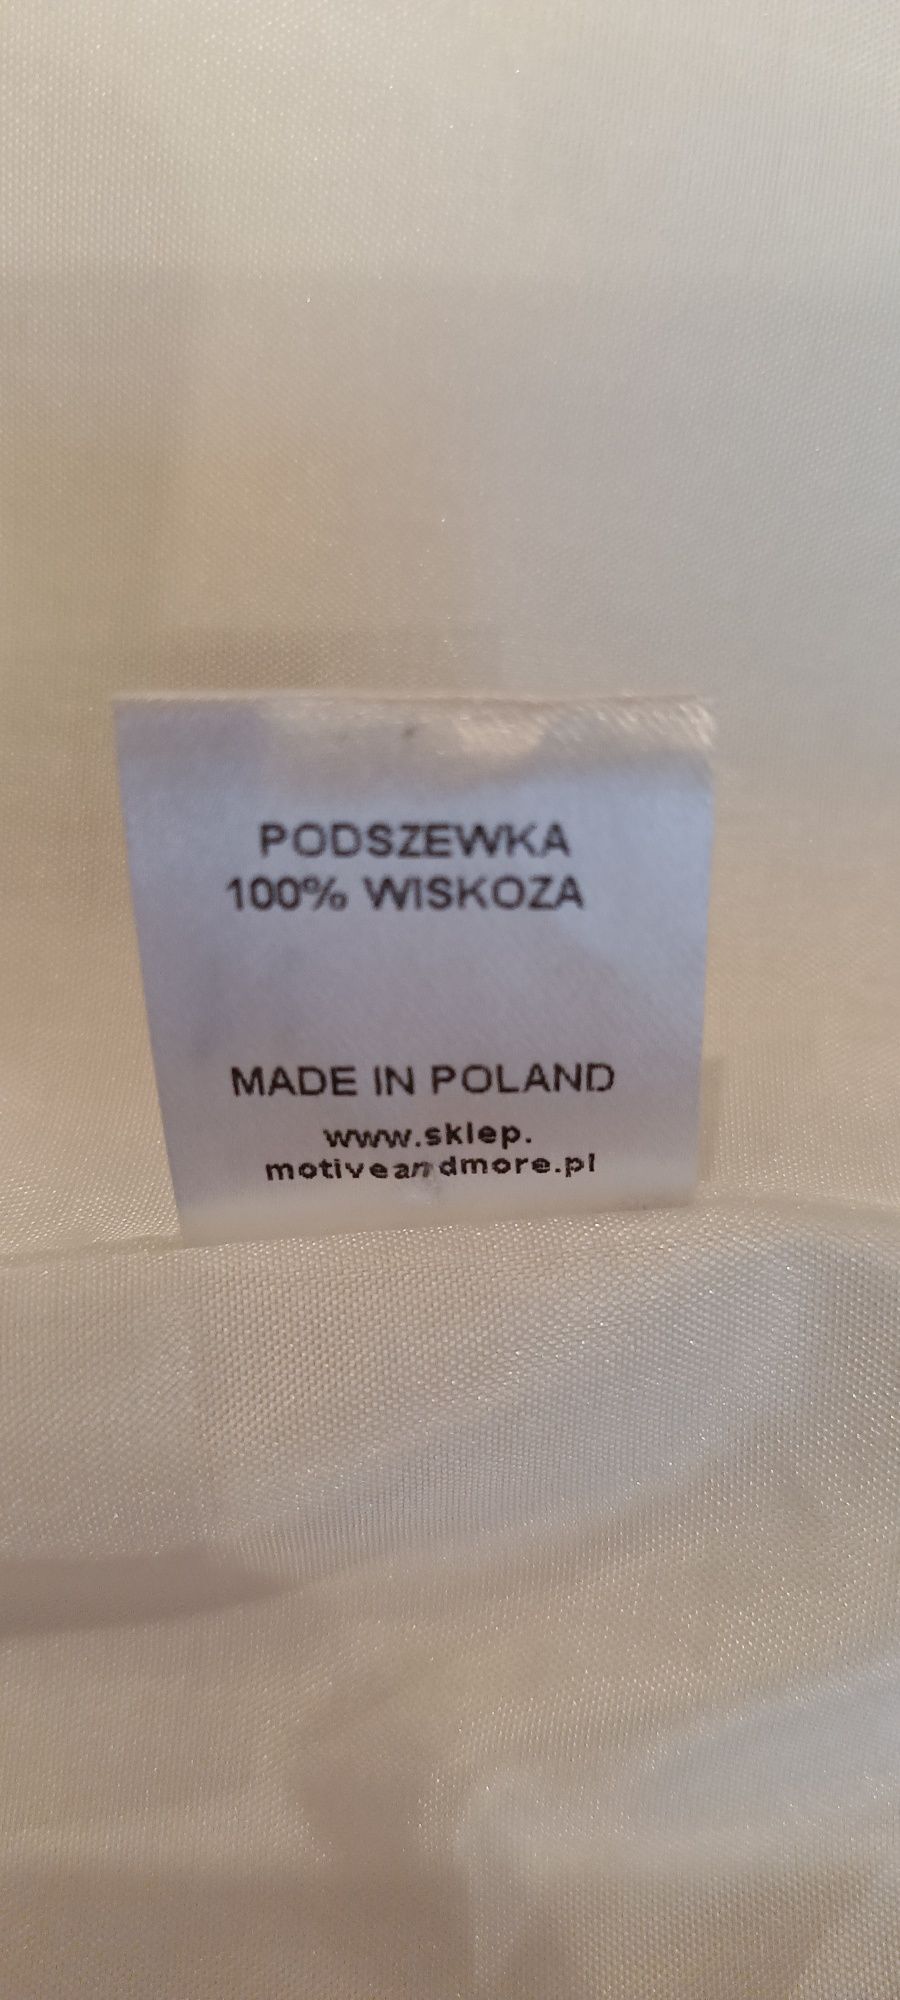 PODSZEWKA
100% WISKOZA
MADE IN POLAND
www.sklep.
motiveandmore.pl